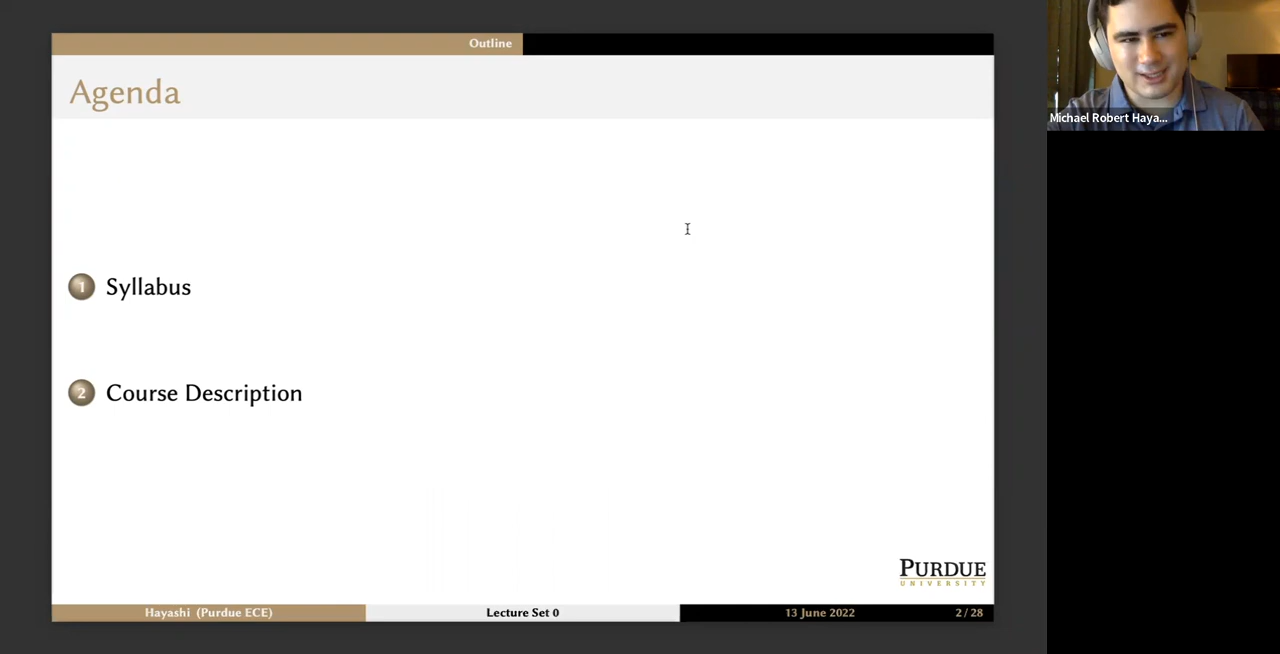 Outline
Agenda
1 Syllabus
2 Course Description
PURDUE
UNIVERSITY
Hayashi (Purdue ECE) Lecture Set 0 13 June 2022 2 / 28
Michael Robert Haya...